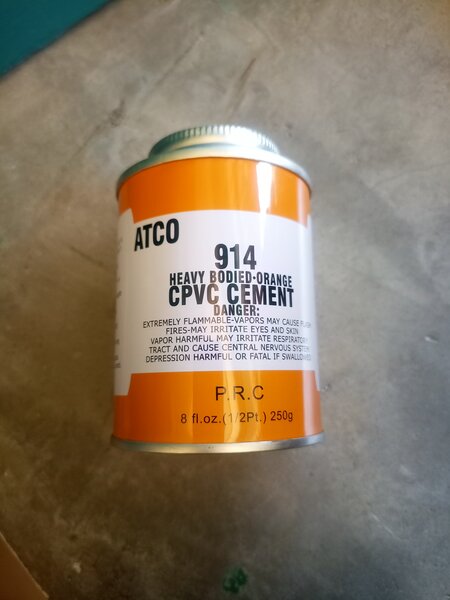 ATCO
914
HEAVY BODIED-ORANGE
CPVC CEMENT
DANGER:
EXTREMELY FLAMMABLE-VAPORS MAY CAUSE
FIRES-MAY IRRITATE EYES AND SKIN
VAPOR HARMFUL MAY IRRITATE RESPIRATORY
TRACT AND CAUSE CENTRAL NERVOUS SYSTEM
DEPRESSION HARMFUL OR FATAL IF SWALLOWED
P.R.C
8 fl.oz.(1/2Pt.) 250g